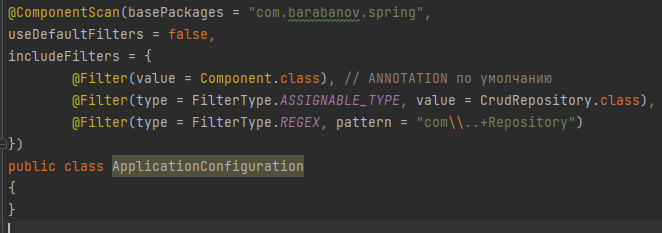 @ComponentScan(basePackages = "com.barabanov.spring",
useDefaultFilters = false,
includeFilters = {
        @Filter(value = Component.class), // ANNOTATION по умолчанию
        @Filter(type = FilterType.ASSIGNABLE_TYPE, value = CrudRepository.class),
        @Filter(type = FilterType.REGEX, pattern = "com\\..+Repository")
})
public class ApplicationConfiguration
{
}